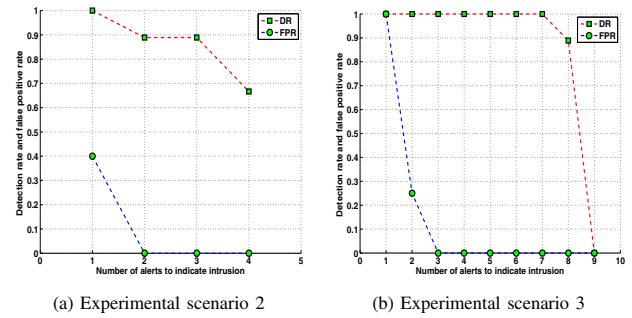 1
0.9
0.8
0.7
0.6
0.5
0.4
0.3
0.2
0.1
0
Detection rate and false positive rate
DR
FPR
0 1 2 3 4 5
Number of alerts to indicate intrusion
(a) Experimental scenario 2
1
0.9
0.8
0.7
0.6
0.5
0.4
0.3
0.2
0.1
0
Detection rate and false positive rate
DR
FPR
0 1 2 3 4 5 6 7 8 9 10
Number of alerts to indicate intrusion
(b) Experimental scenario 3